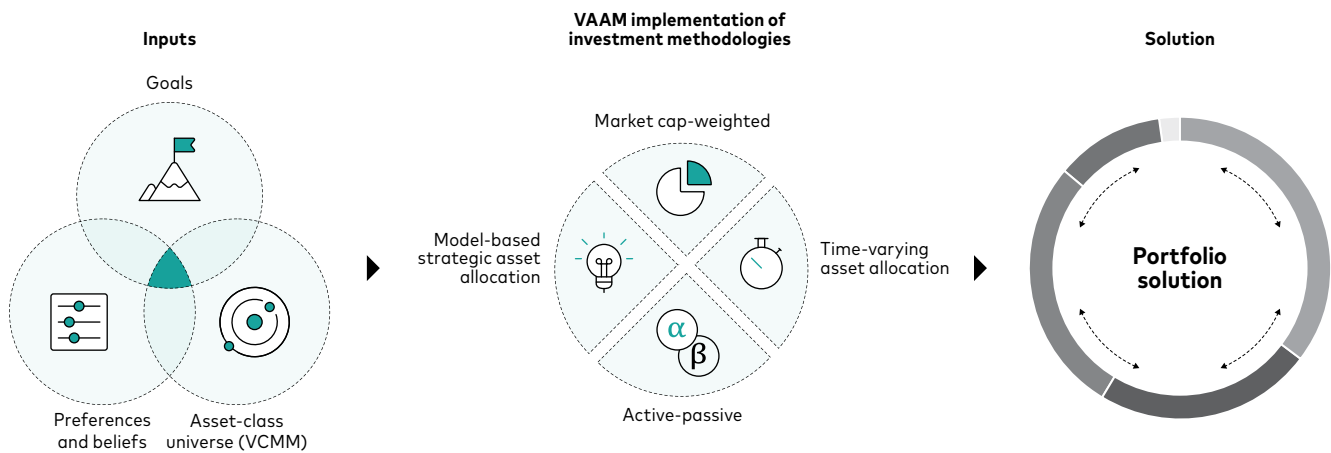 Inputs
Goals
Preferences
and beliefs
Asset-class
universe (VCMM)
VAAM implementation of
investment methodologies
Market cap-weighted
Model-based
strategic asset
allocation
Time-varying
asset allocation
α
β
Active-passive
Solution
Portfolio
solution